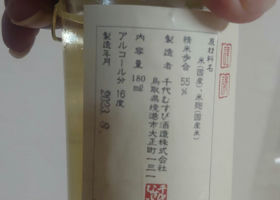 原材料名
米(国産)、米麹(国産米)
精米歩合 55%
製造者 千代むすび酒造株式会社
鳥取県境港市大正町一三一
内容量 180ml
アルコール分 16度
製造年月 2023.8